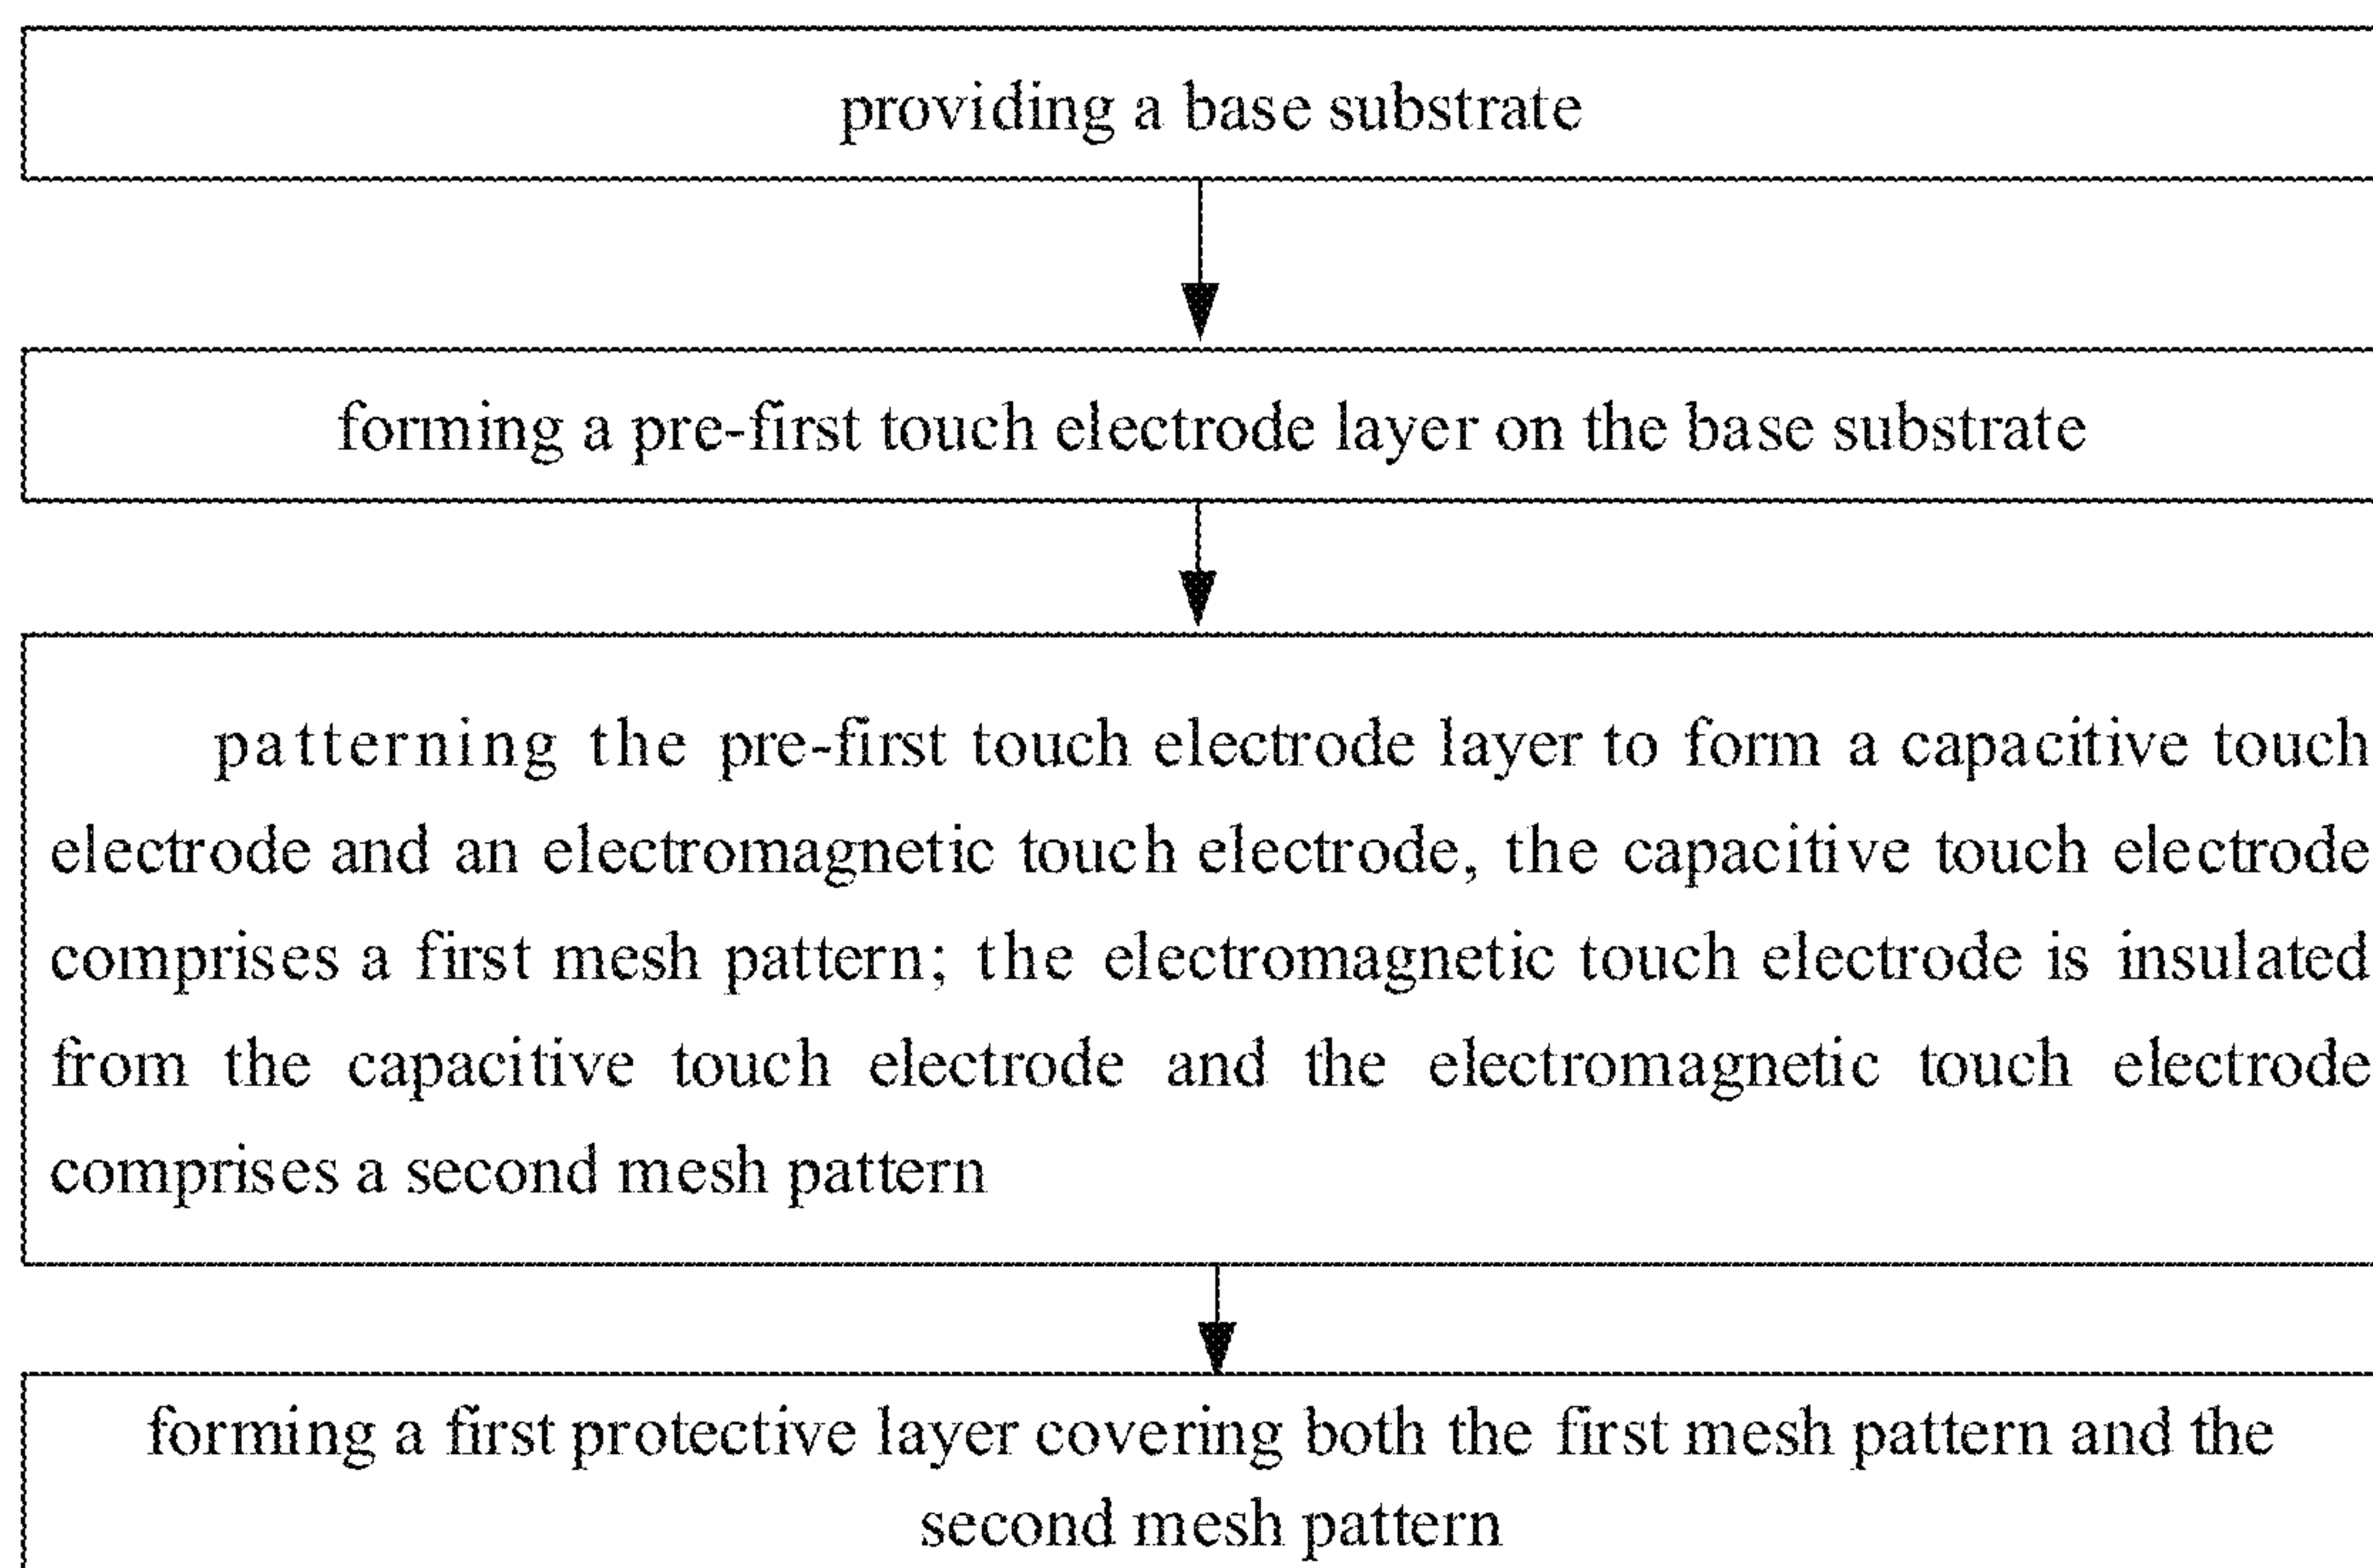 providing a base substrate
forming a pre-first touch electrode layer on the base substrate
patterning the pre-first touch electrode layer to form a capacitive touch
electrode and an electromagnetic touch electrode, the capacitive touch electrode
comprises a first mesh pattern; the electromagnetic touch electrode is insulated
from the capacitive touch electrode and the electromagnetic touch electrode
comprises a second mesh pattern
forming a first protective layer covering both the first mesh pattern and the
second mesh pattern